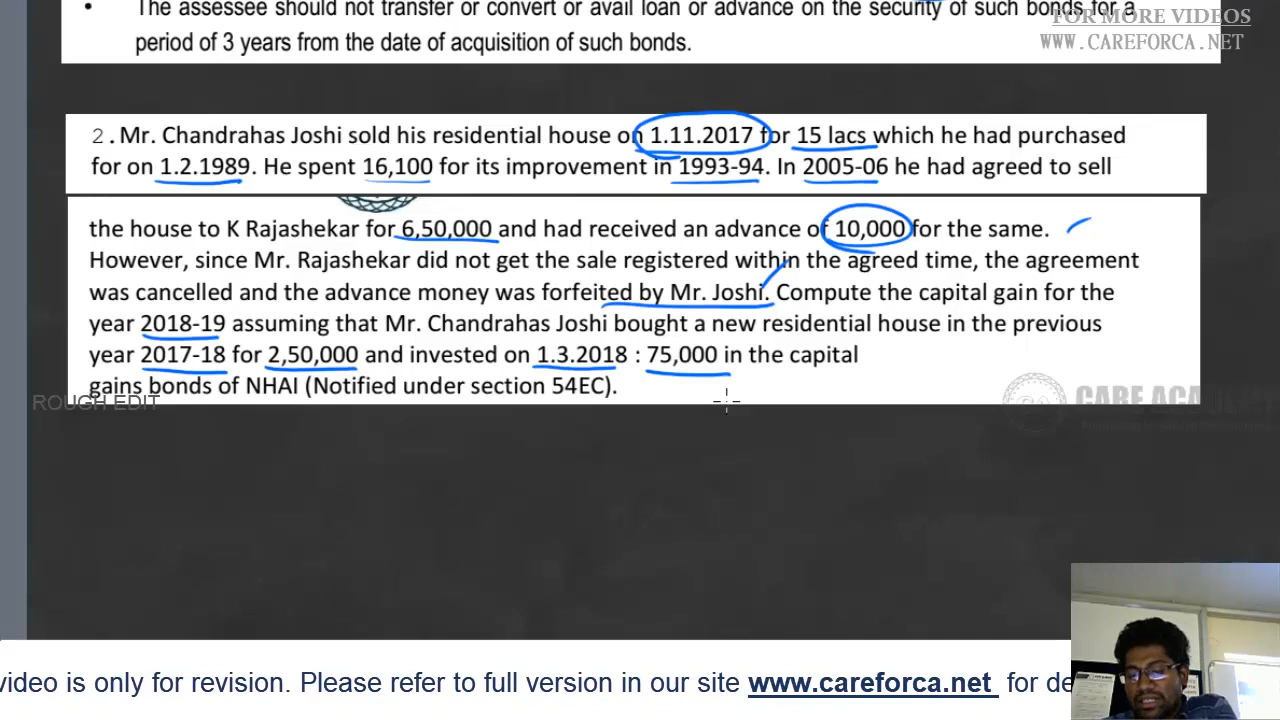 • The assessee should not transfer or convert or avail loan or advance on the security of such bonds for a
period of 3 years from the date of acquisition of such bonds.
FOR MORE VIDEOS
WWW.CAREFORCA.NET
2. Mr. Chandrahas Joshi sold his residential house on 1.11.2017 for 15 lacs which he had purchased
for on 1.2.1989. He spent 16,100 for its improvement in 1993-94. In 2005-06 he had agreed to sell
the house to K Rajashekar for 6,50,000 and had received an advance of 10,000 for the same.
However, since Mr. Rajashekar did not get the sale registered within the agreed time, the agreement
was cancelled and the advance money was forfeited by Mr. Joshi. Compute the capital gain for the
year 2018-19 assuming that Mr. Chandrahas Joshi bought a new residential house in the previous
year 2017-18 for 2,50,000 and invested on 1.3.2018 : 75,000 in the capital
gains bonds of NHAI (Notified under section 54EC).
ROUGH EDIT
CARE ACADEM
video is only for revision. Please refer to full version in our site www.careforca.net for de